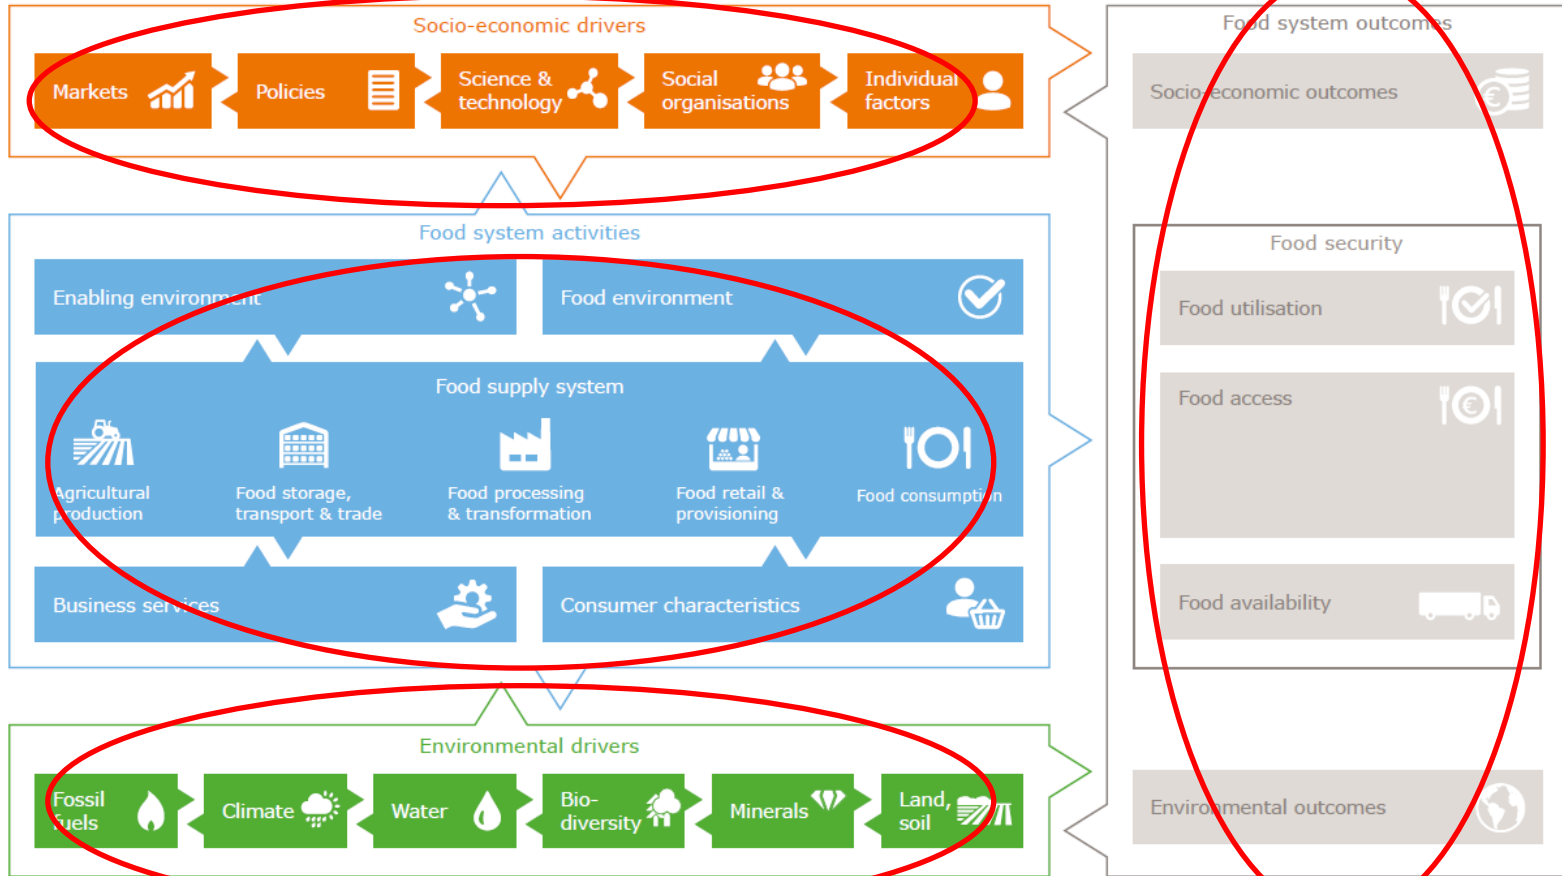 Socio-economic drivers
Markets
Policies
Science &
technology
Social
organisations
Individual
factors
Food system activities
Enabling environment
Food environment
Food supply system
Agricultural
production
Food storage,
transport & trade
Food processing
& transformation
Food retail &
provisioning
Food consumption
Business services
Consumer characteristics
Environmental drivers
Fossil
fuels
Climate
Water
Bio-
diversity
Minerals
Land,
soil
Food system outcomes
Socio-economic outcomes
€
Food security
Food utilisation
Food access
€
Food availability
Environmental outcomes